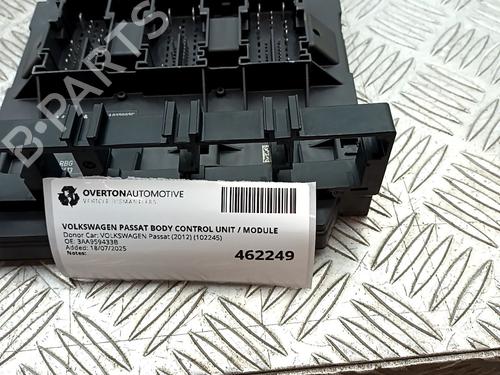 B-PARTS
RBG
OVERTONAUTOMOTIVE
VEHICLE DISMANTLERS
VOLKSWAGEN PASSAT BODY CONTROL UNIT / MODULE
Donor Car: VOLKSWAGEN Passat (2012) (102245)
OE: 3AA959433B
Added: 18/07/2025
Notes:
462249